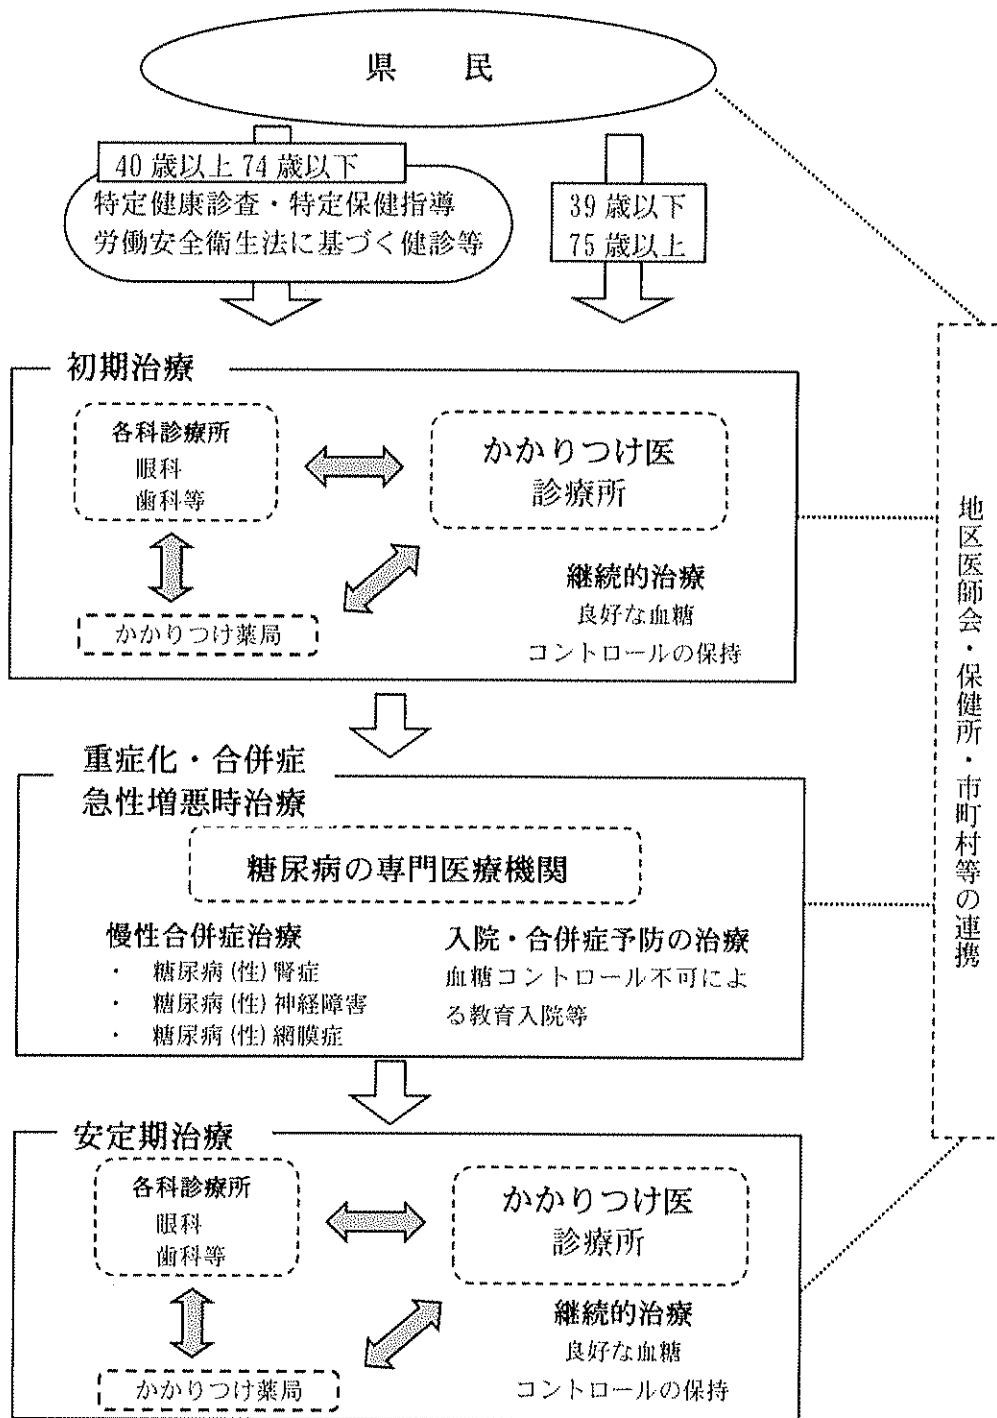 県　　民
40歳以上74歳以下
特定健康診査・特定保健指導
労働安全衛生法に基づく健診等
39歳以下
75歳以上
初期治療
各科診療所
眼科
歯科等
かかりつけ医
診療所
かかりつけ薬局
継続的治療
良好な血糖
コントロールの保持
重症化・合併症
急性増悪時治療
糖尿病の専門医療機関
慢性合併症治療
・　糖尿病(性)腎症
・　糖尿病(性)神経障害
・　糖尿病(性)網膜症
入院・合併症予防の治療
血糖コントロール不可によ
る教育入院等
安定期治療
各科診療所
眼科
歯科等
かかりつけ医
診療所
かかりつけ薬局
継続的治療
良好な血糖
コントロールの保持
地区医師会・保健所・市町村等の連携